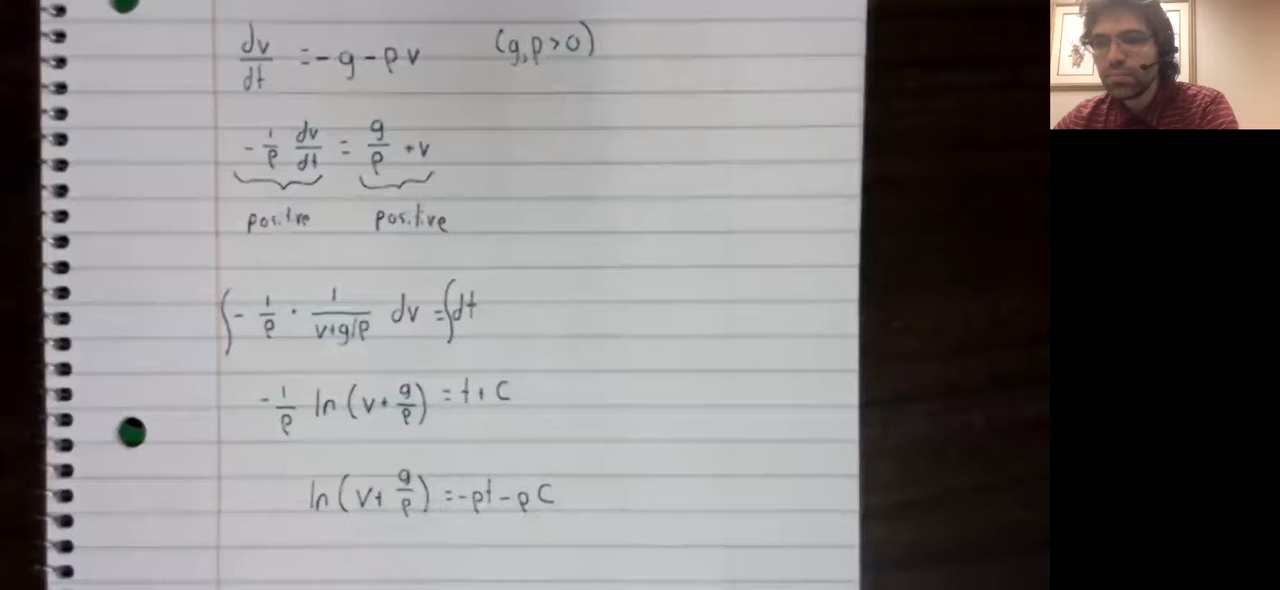 dv/dt = -g - ρv (g,ρ>0)
-1/ρ dv/dt = g/ρ + v
positive positive
∫ -1/ρ · 1/(v+g/ρ) dv = ∫dt
-1/ρ ln(v+g/ρ) = t + C
ln(v+g/ρ) = -ρt - ρC